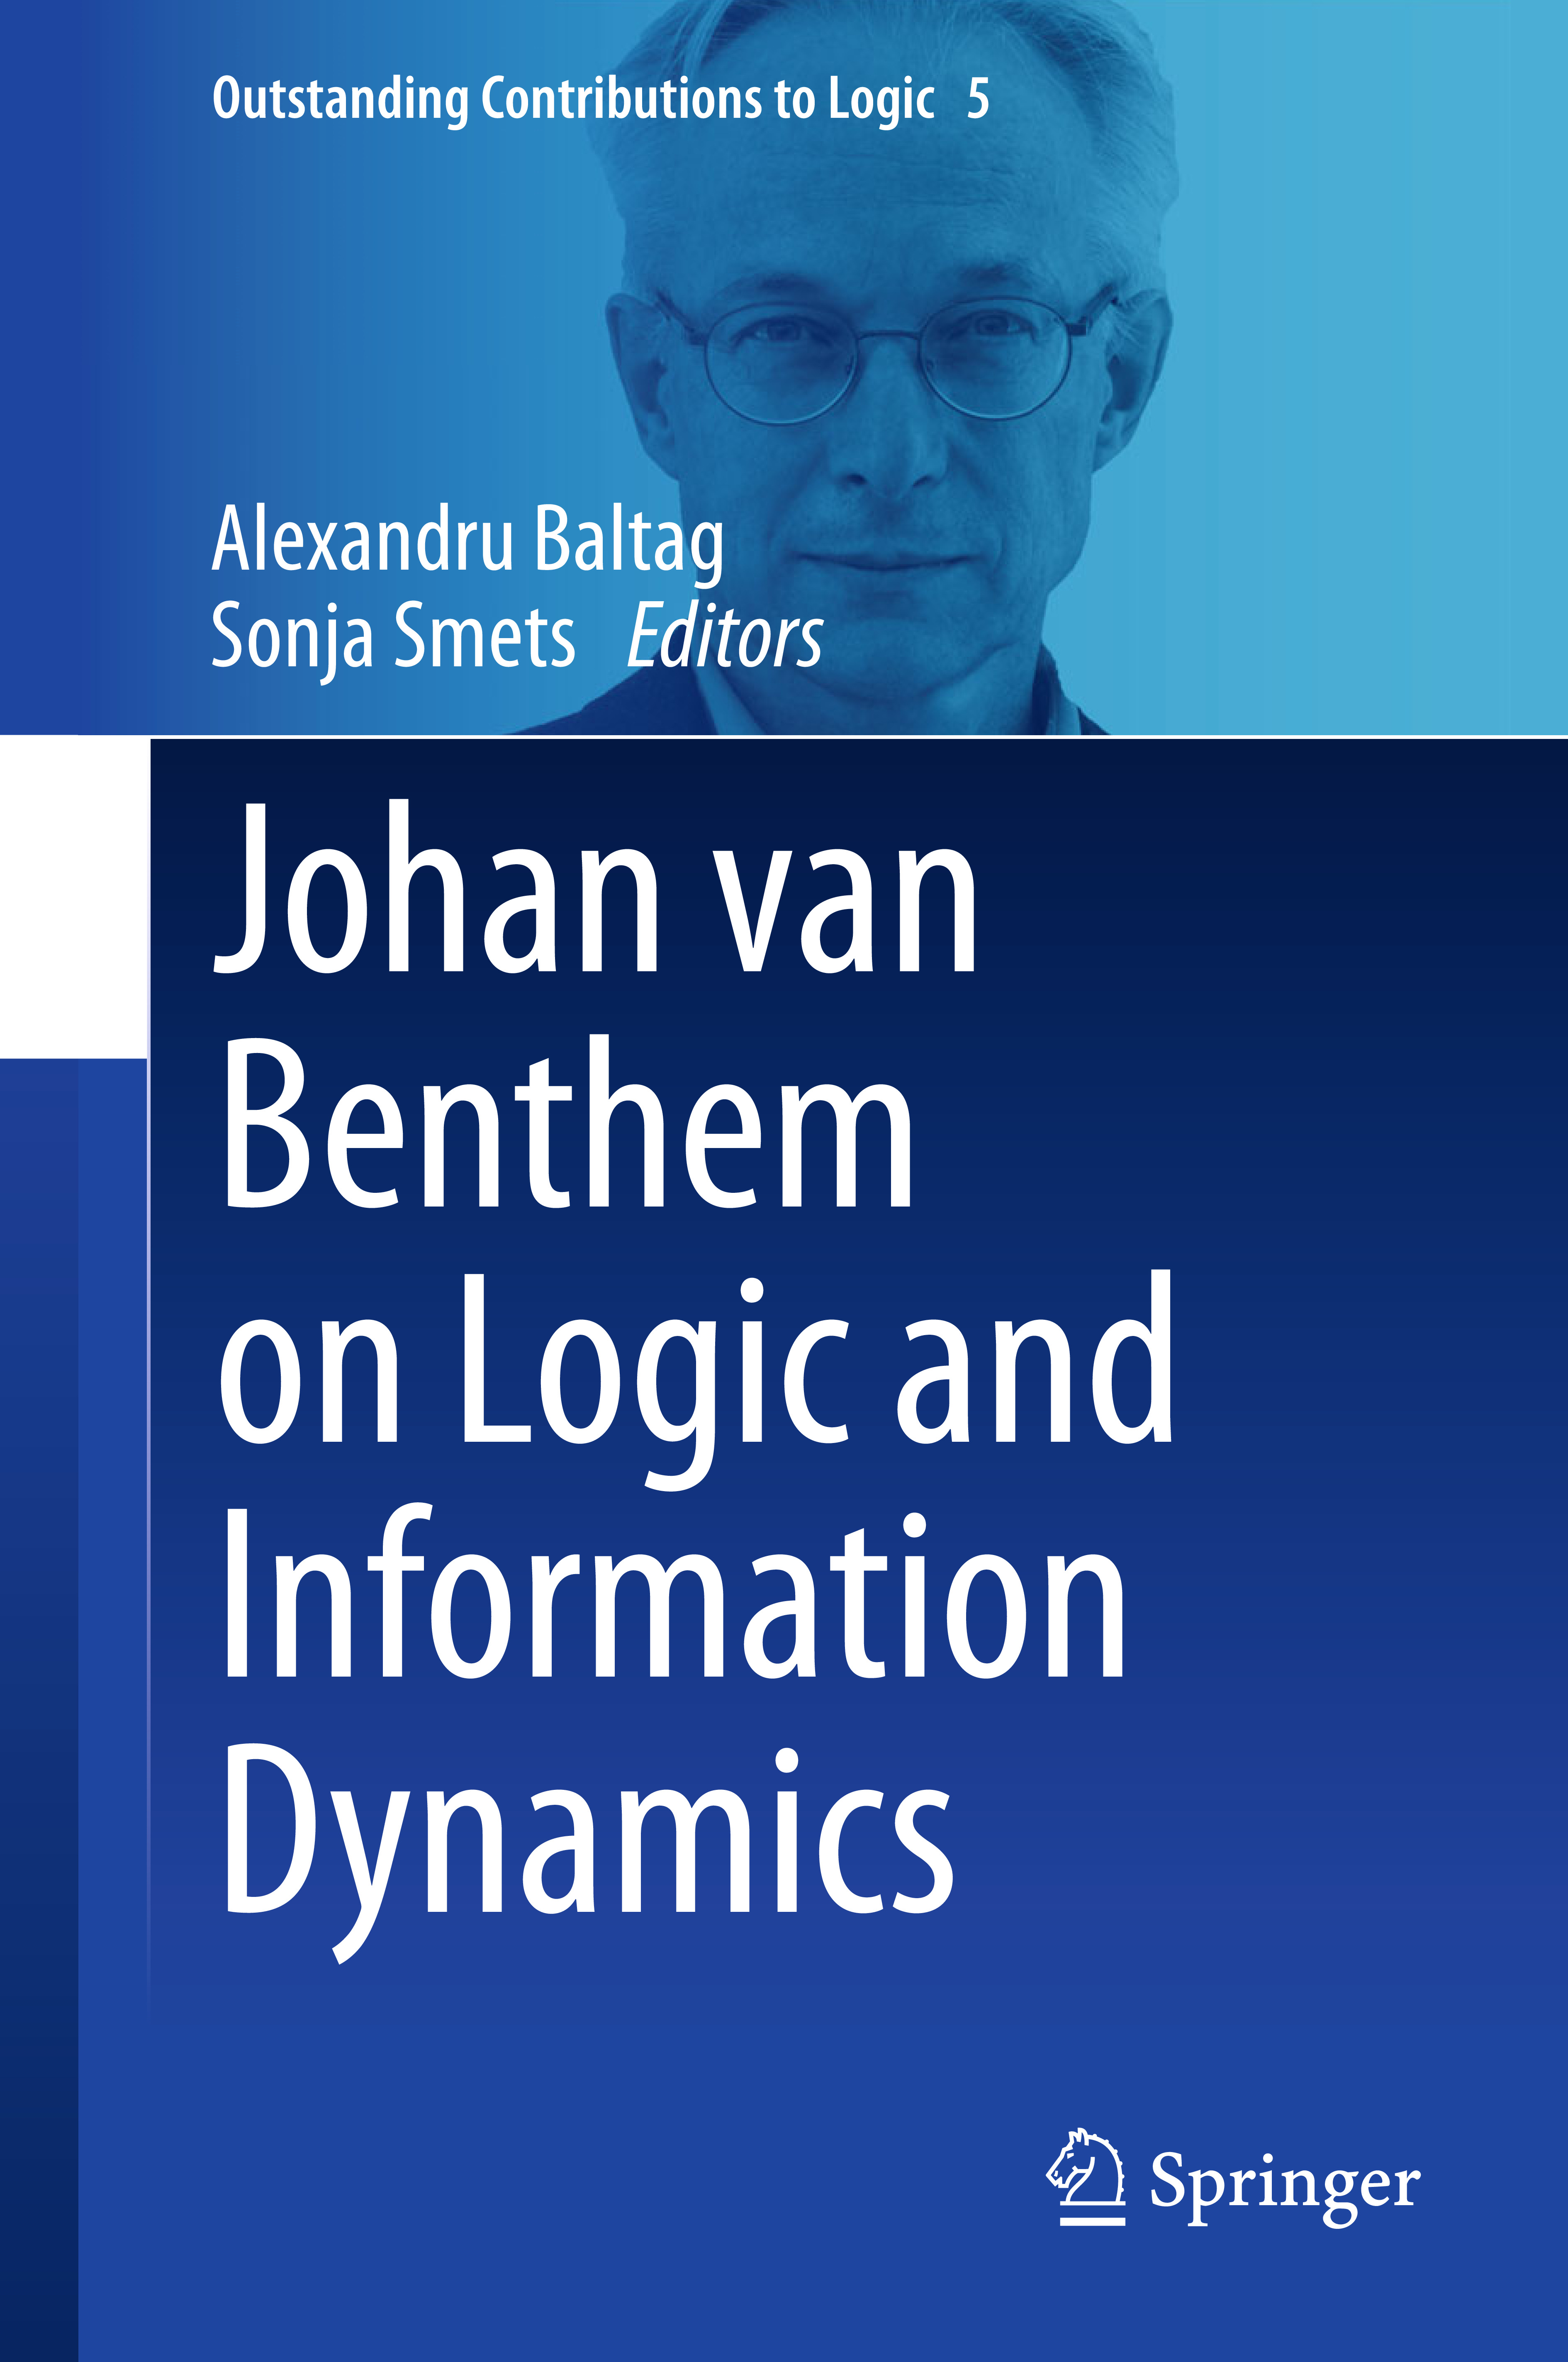 Outstanding Contributions to Logic 5
Alexandru Baltag
Sonja Smets Editors
Johan van
Benthem
on Logic and
Information
Dynamics
Springer